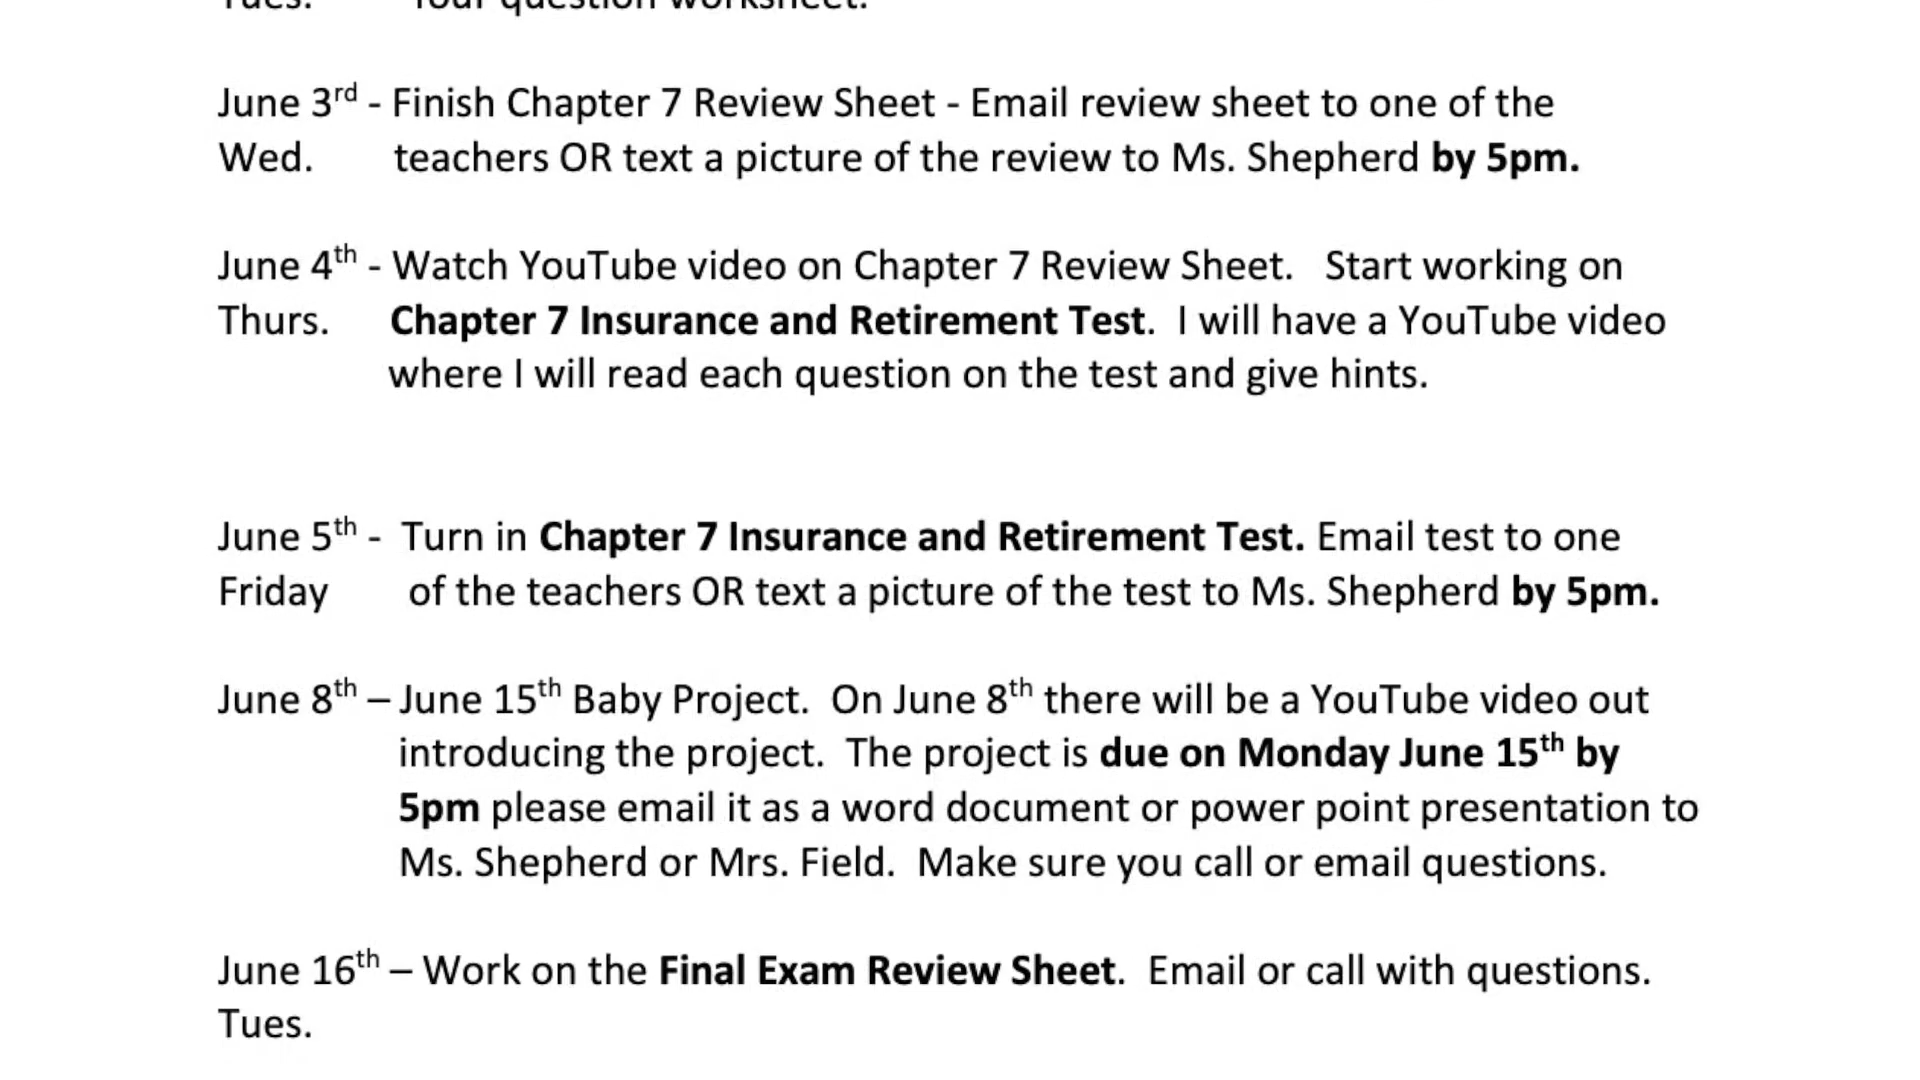 Tues. Your question worksheet.
June 3rd - Finish Chapter 7 Review Sheet - Email review sheet to one of the
Wed. teachers OR text a picture of the review to Ms. Shepherd by 5pm.
June 4th - Watch YouTube video on Chapter 7 Review Sheet. Start working on
Thurs. Chapter 7 Insurance and Retirement Test. I will have a YouTube video
where I will read each question on the test and give hints.
June 5th - Turn in Chapter 7 Insurance and Retirement Test. Email test to one
Friday of the teachers OR text a picture of the test to Ms. Shepherd by 5pm.
June 8th – June 15th Baby Project. On June 8th there will be a YouTube video out
introducing the project. The project is due on Monday June 15th by
5pm please email it as a word document or power point presentation to
Ms. Shepherd or Mrs. Field. Make sure you call or email questions.
June 16th – Work on the Final Exam Review Sheet. Email or call with questions.
Tues.